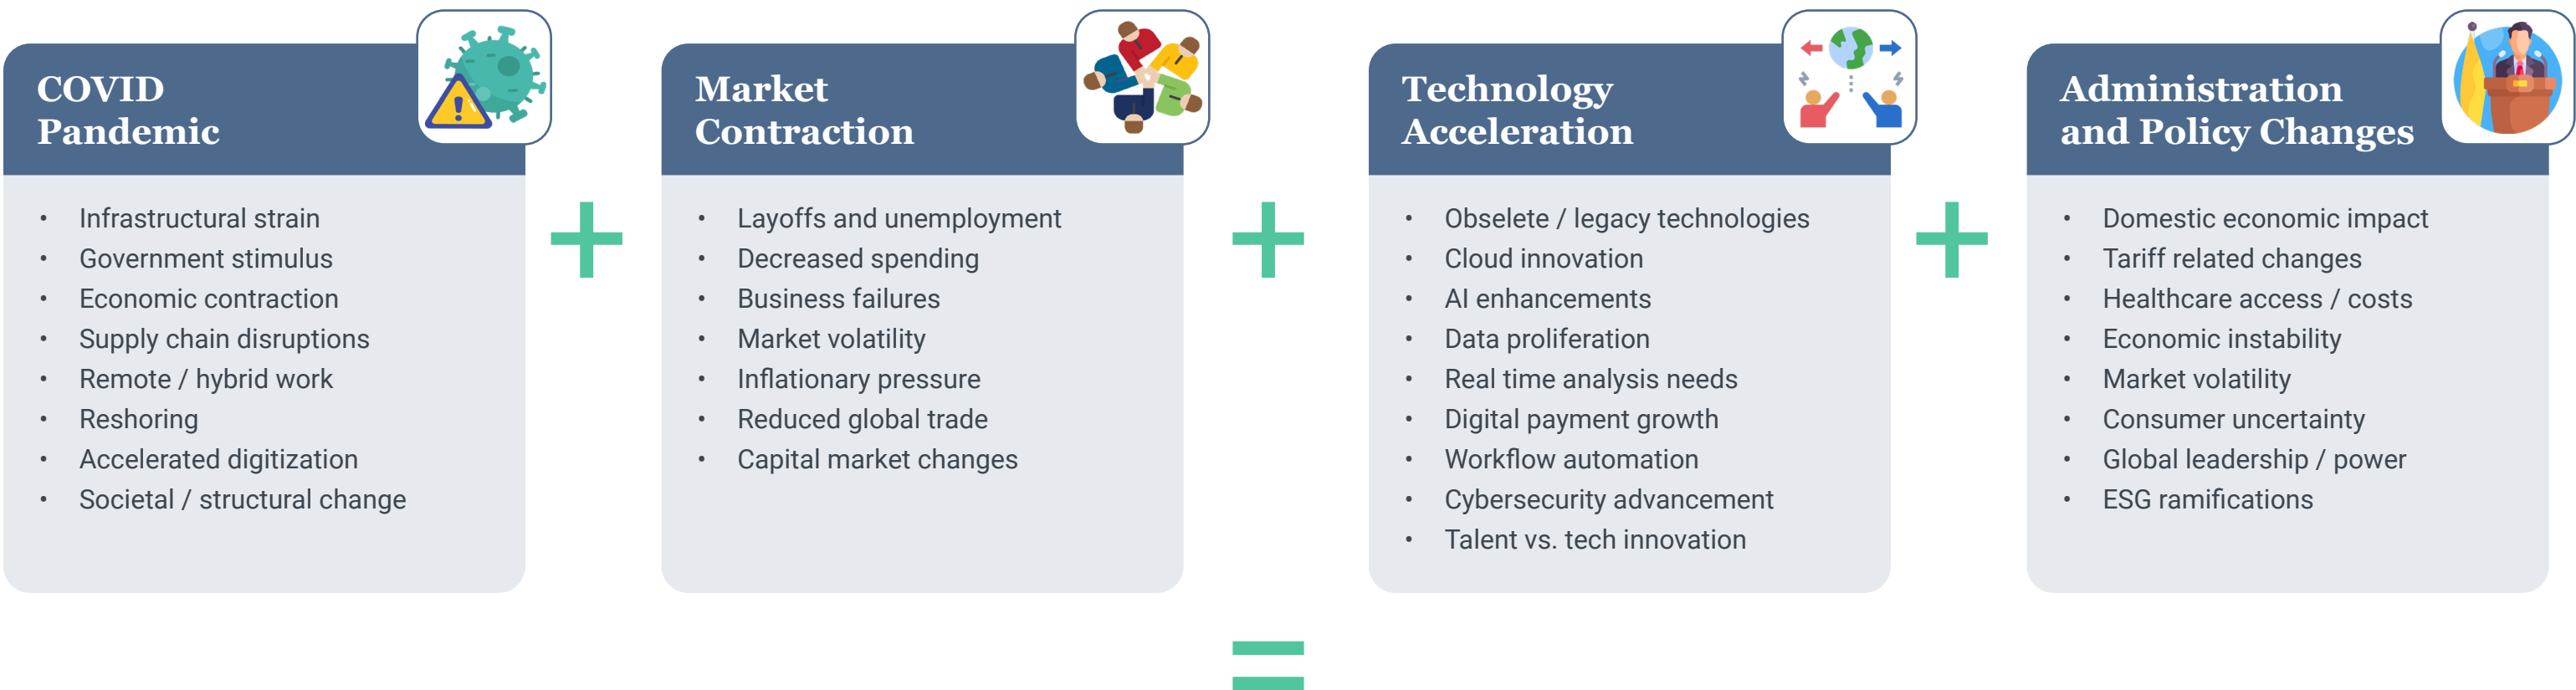 COVID
Pandemic
• Infrastructural strain
• Government stimulus
• Economic contraction
• Supply chain disruptions
• Remote / hybrid work
• Reshoring
• Accelerated digitization
• Societal / structural change
+
Market
Contraction
• Layoffs and unemployment
• Decreased spending
• Business failures
• Market volatility
• Inflationary pressure
• Reduced global trade
• Capital market changes
+
Technology
Acceleration
• Obselete / legacy technologies
• Cloud innovation
• AI enhancements
• Data proliferation
• Real time analysis needs
• Digital payment growth
• Workflow automation
• Cybersecurity advancement
• Talent vs. tech innovation
+
Administration
and Policy Changes
• Domestic economic impact
• Tariff related changes
• Healthcare access / costs
• Economic instability
• Market volatility
• Consumer uncertainty
• Global leadership / power
• ESG ramifications
=